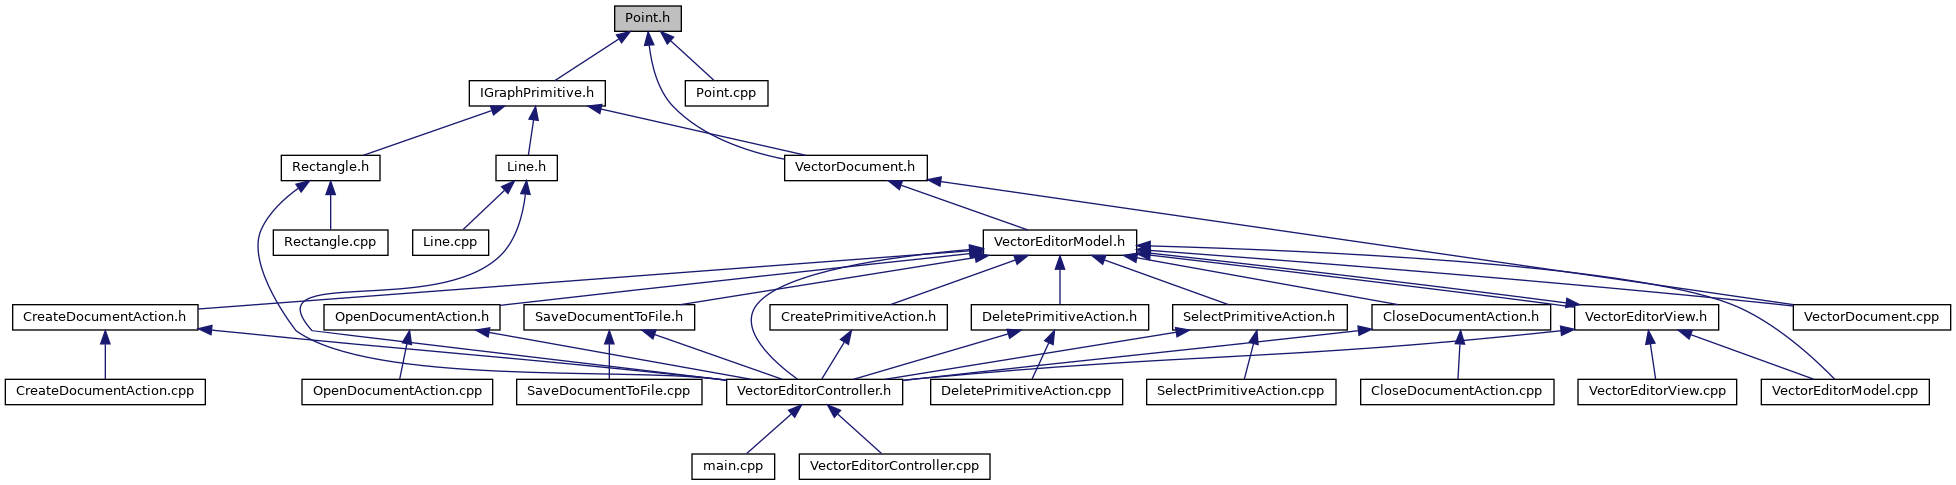 Point.h
IGraphPrimitive.h
Point.cpp
Rectangle.h
Line.h
VectorDocument.h
Rectangle.cpp
Line.cpp
VectorEditorModel.h
CreateDocumentAction.h
OpenDocumentAction.h
SaveDocumentToFile.h
CreatePrimitiveAction.h
DeletePrimitiveAction.h
SelectPrimitiveAction.h
CloseDocumentAction.h
VectorEditorView.h
VectorDocument.cpp
CreateDocumentAction.cpp
OpenDocumentAction.cpp
SaveDocumentToFile.cpp
VectorEditorController.h
DeletePrimitiveAction.cpp
SelectPrimitiveAction.cpp
CloseDocumentAction.cpp
VectorEditorView.cpp
VectorEditorModel.cpp
main.cpp
VectorEditorController.cpp